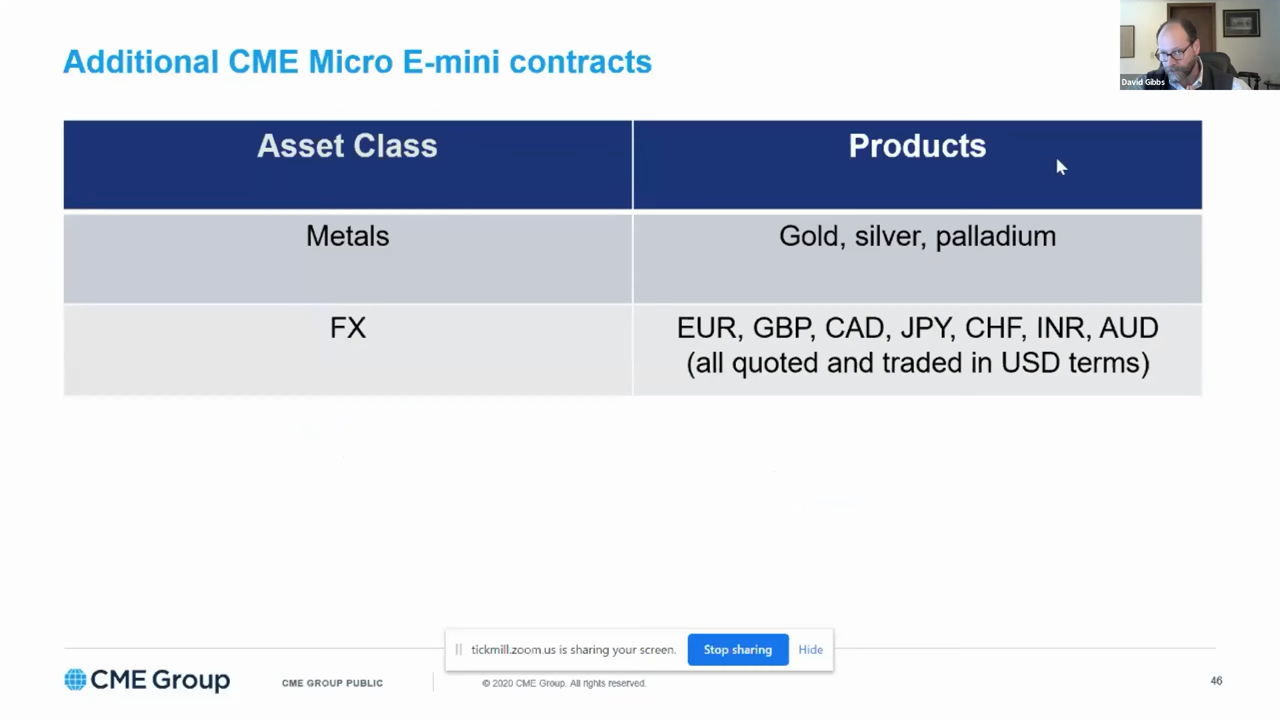 Additional CME Micro E-mini contracts
David Gibbs
Asset Class
Products
Metals
Gold, silver, palladium
FX
EUR, GBP, CAD, JPY, CHF, INR, AUD
(all quoted and traded in USD terms)
tickmill.zoom.us is sharing your screen.
Stop sharing
Hide
CME Group
CME GROUP PUBLIC
© 2020 CME Group. All rights reserved.
46